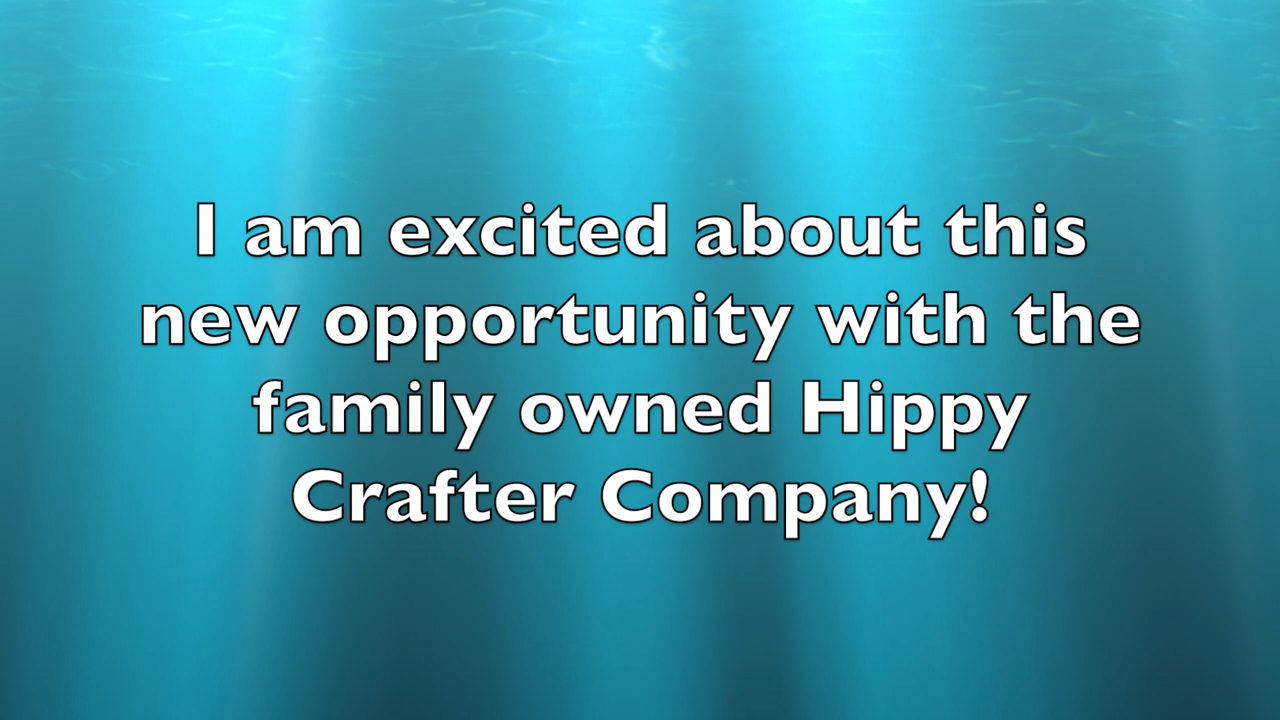 I am excited about this
new opportunity with the
family owned Hippy
Crafter Company!